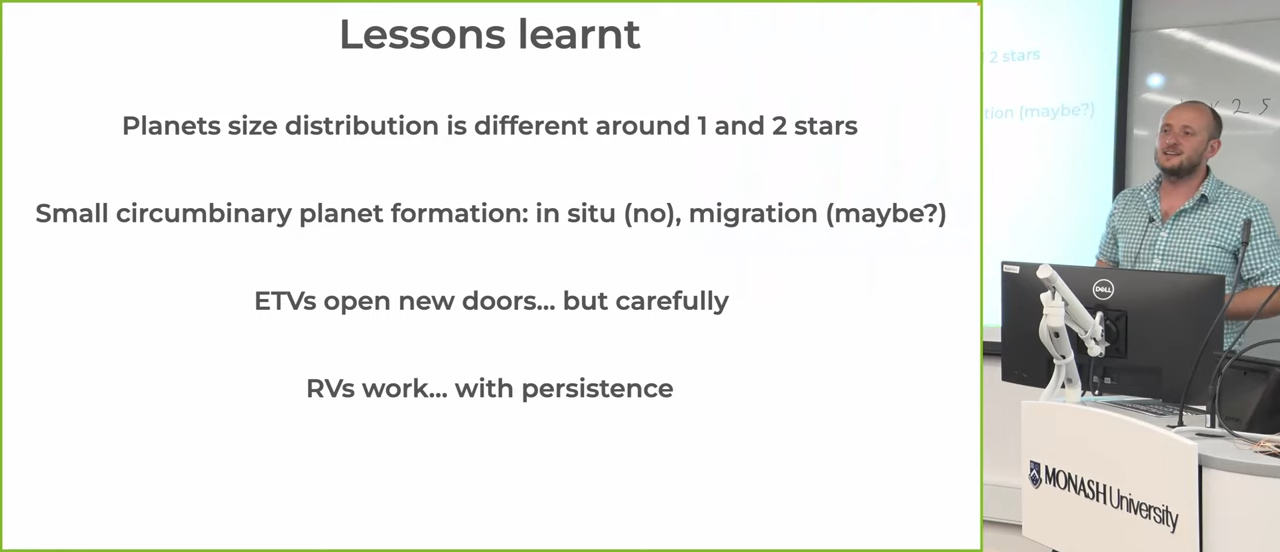 Lessons learnt
Planets size distribution is different around 1 and 2 stars
Small circumbinary planet formation: in situ (no), migration (maybe?)
ETVs open new doors... but carefully
RVs work... with persistence
2 stars
tion (maybe?)
2 5
DELL
MONASH University